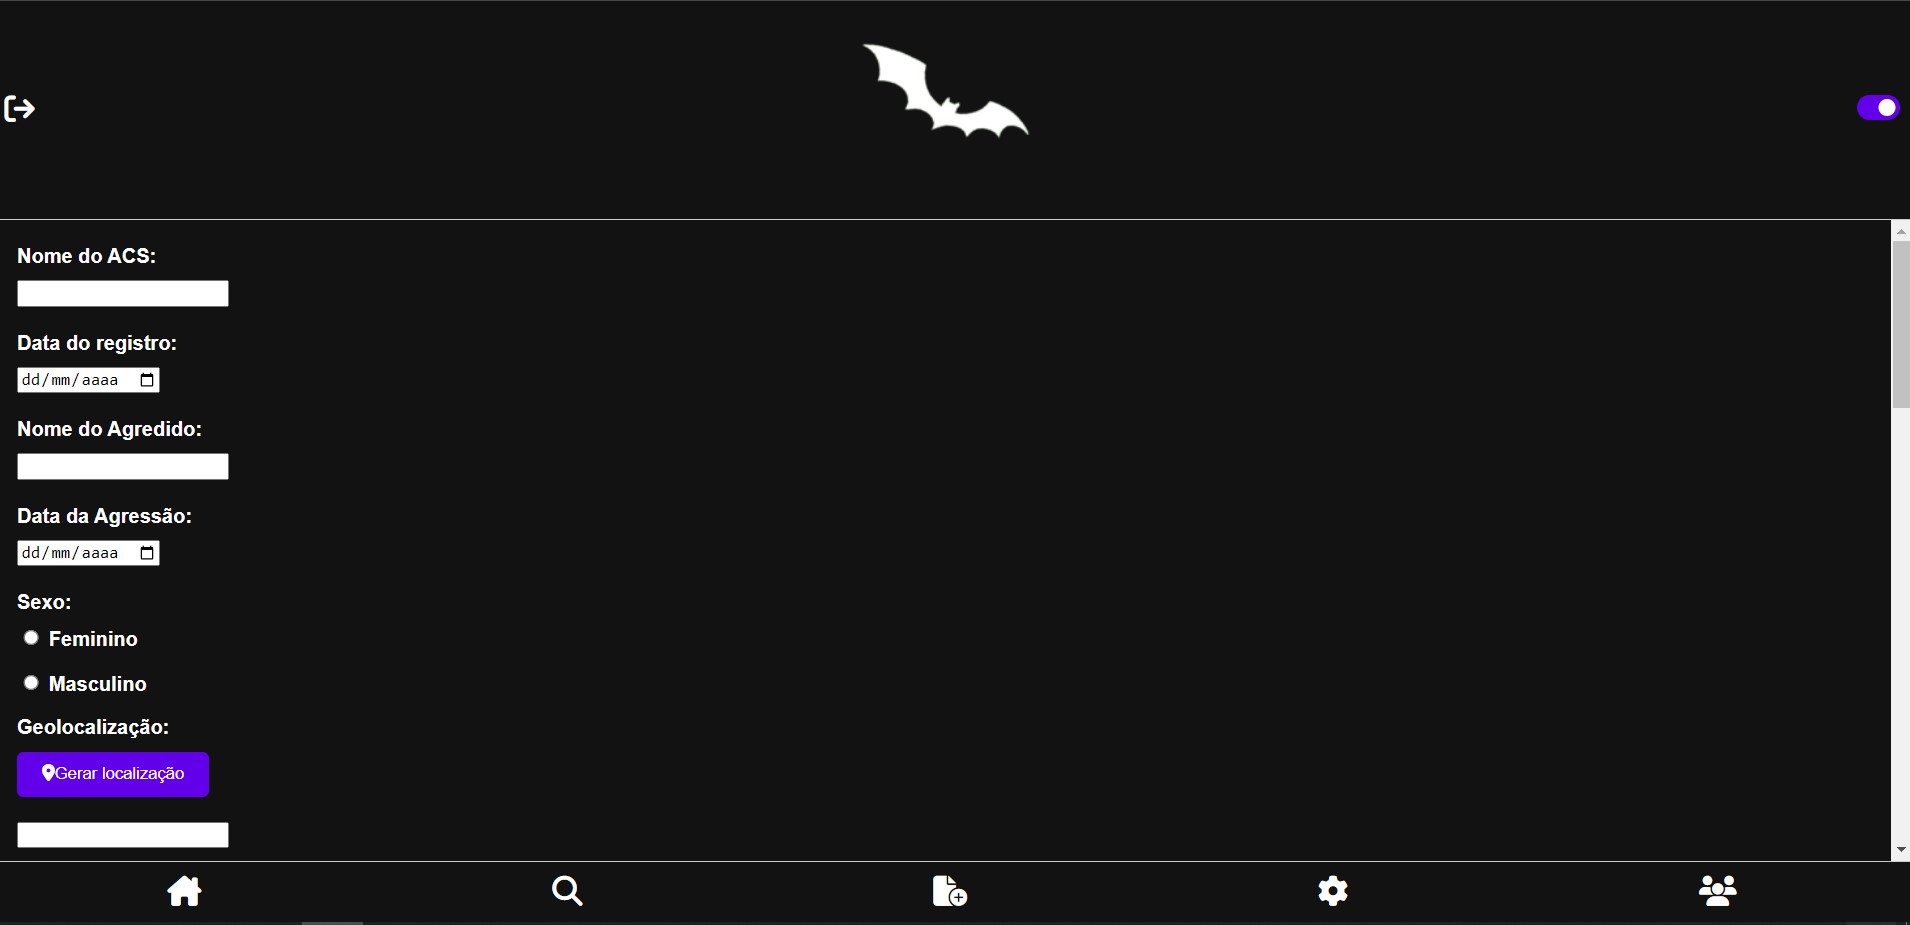 Nome do ACS:
Data do registro:
dd/mm/aaaa
Nome do Agredido:
Data da Agressão:
dd/mm/aaaa
Sexo:
Feminino
Masculino
Geolocalização:
Gerar localização